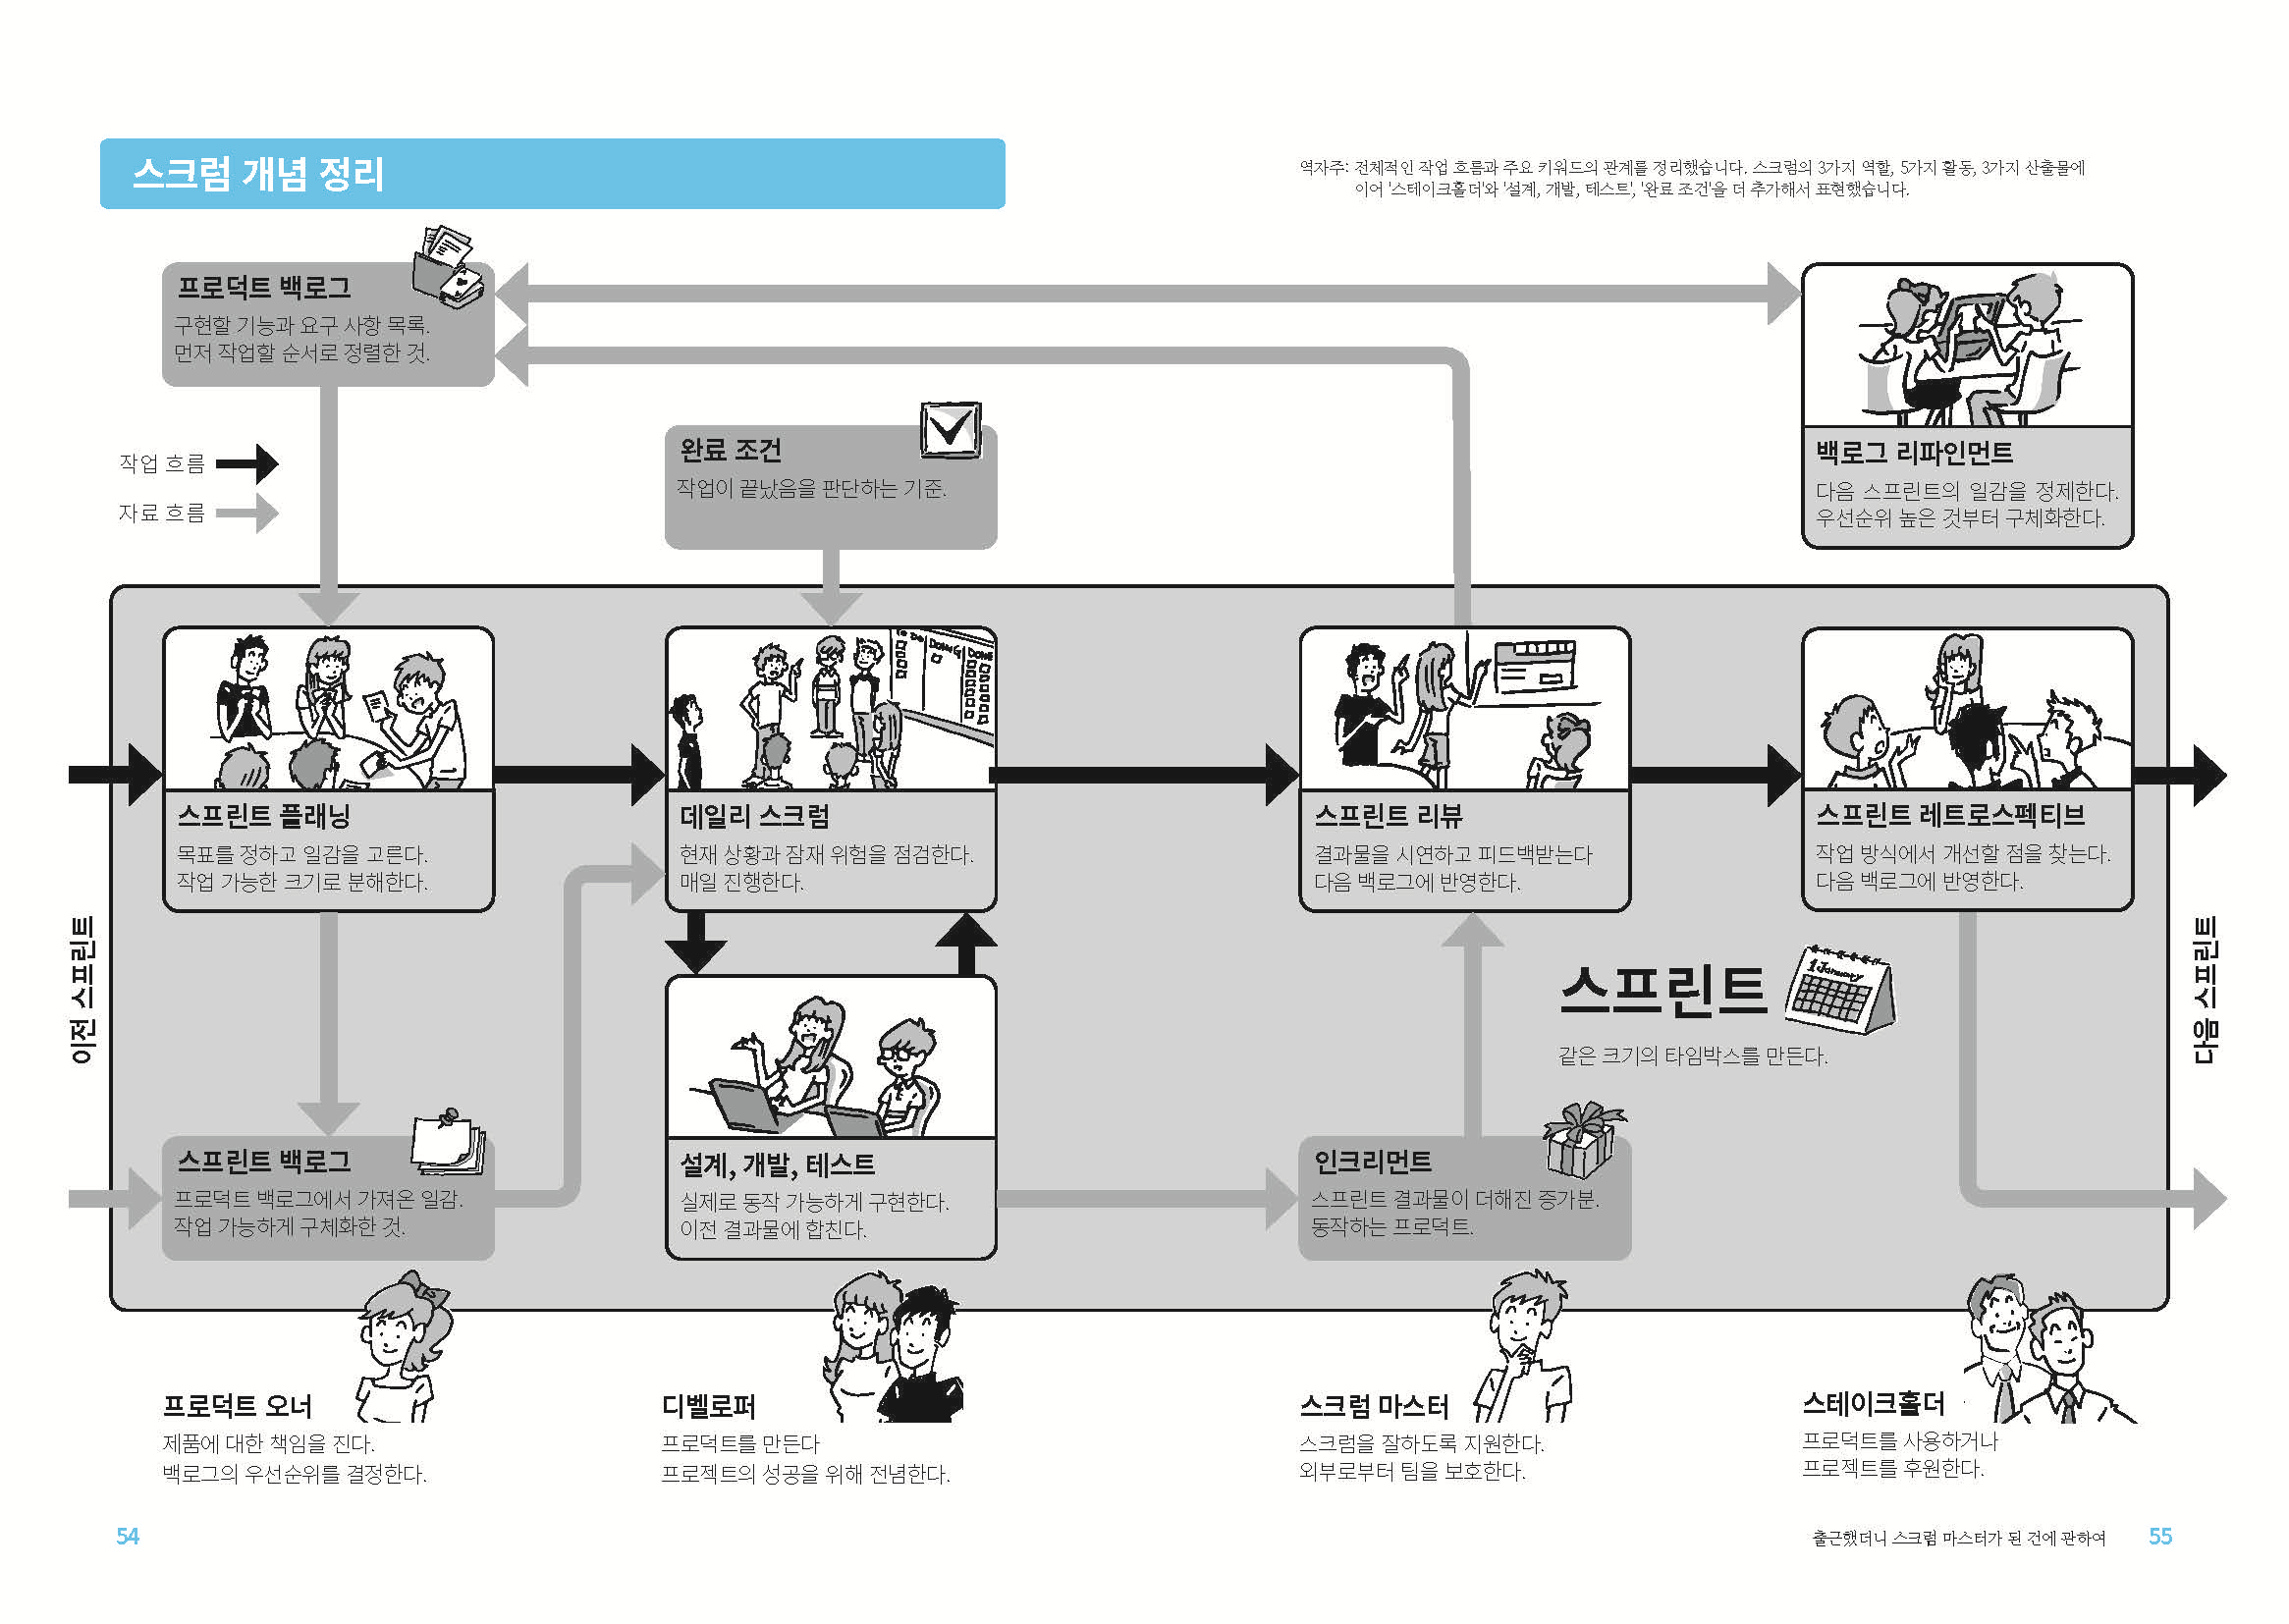 스크럼 개념 정리
역자주: 전체적인 작업 흐름과 주요 키워드의 관계를 정리했습니다. 스크럼의 3가지 역할, 5가지 활동, 3가지 산출물에
이어 '스테이크홀더'와 '설계, 개발, 테스트', '완료 조건'을 더 추가해서 표현했습니다.
프로덕트 백로그
구현할 기능과 요구 사항 목록.
먼저 작업할 순서로 정렬한 것.
작업 흐름
자료 흐름
완료 조건
작업이 끝났음을 판단하는 기준.
백로그 리파인먼트
다음 스프린트의 일감을 정제한다.
우선순위 높은 것부터 구체화한다.
이전 스프린트
스프린트 플래닝
목표를 정하고 일감을 고른다.
작업 가능한 크기로 분해한다.
TO DO
DOING
DONE
데일리 스크럼
현재 상황과 잠재 위험을 점검한다.
매일 진행한다.
스프린트 리뷰
결과물을 시연하고 피드백받는다
다음 백로그에 반영한다.
스프린트 레트로스펙티브
작업 방식에서 개선할 점을 찾는다.
다음 백로그에 반영한다.
다음 스프린트
스프린트
1 January
같은 크기의 타임박스를 만든다.
스프린트 백로그
프로덕트 백로그에서 가져온 일감.
작업 가능하게 구체화한 것.
설계, 개발, 테스트
실제로 동작 가능하게 구현한다.
이전 결과물에 합친다.
인크리먼트
스프린트 결과물이 더해진 증가분.
동작하는 프로덕트.
프로덕트 오너
제품에 대한 책임을 진다.
백로그의 우선순위를 결정한다.
디벨로퍼
프로덕트를 만든다
프로젝트의 성공을 위해 전념한다.
스크럼 마스터
스크럼을 잘하도록 지원한다.
외부로부터 팀을 보호한다.
스테이크홀더
프로덕트를 사용하거나
프로젝트를 후원한다.
54
출근했더니 스크럼 마스터가 된 건에 관하여
55